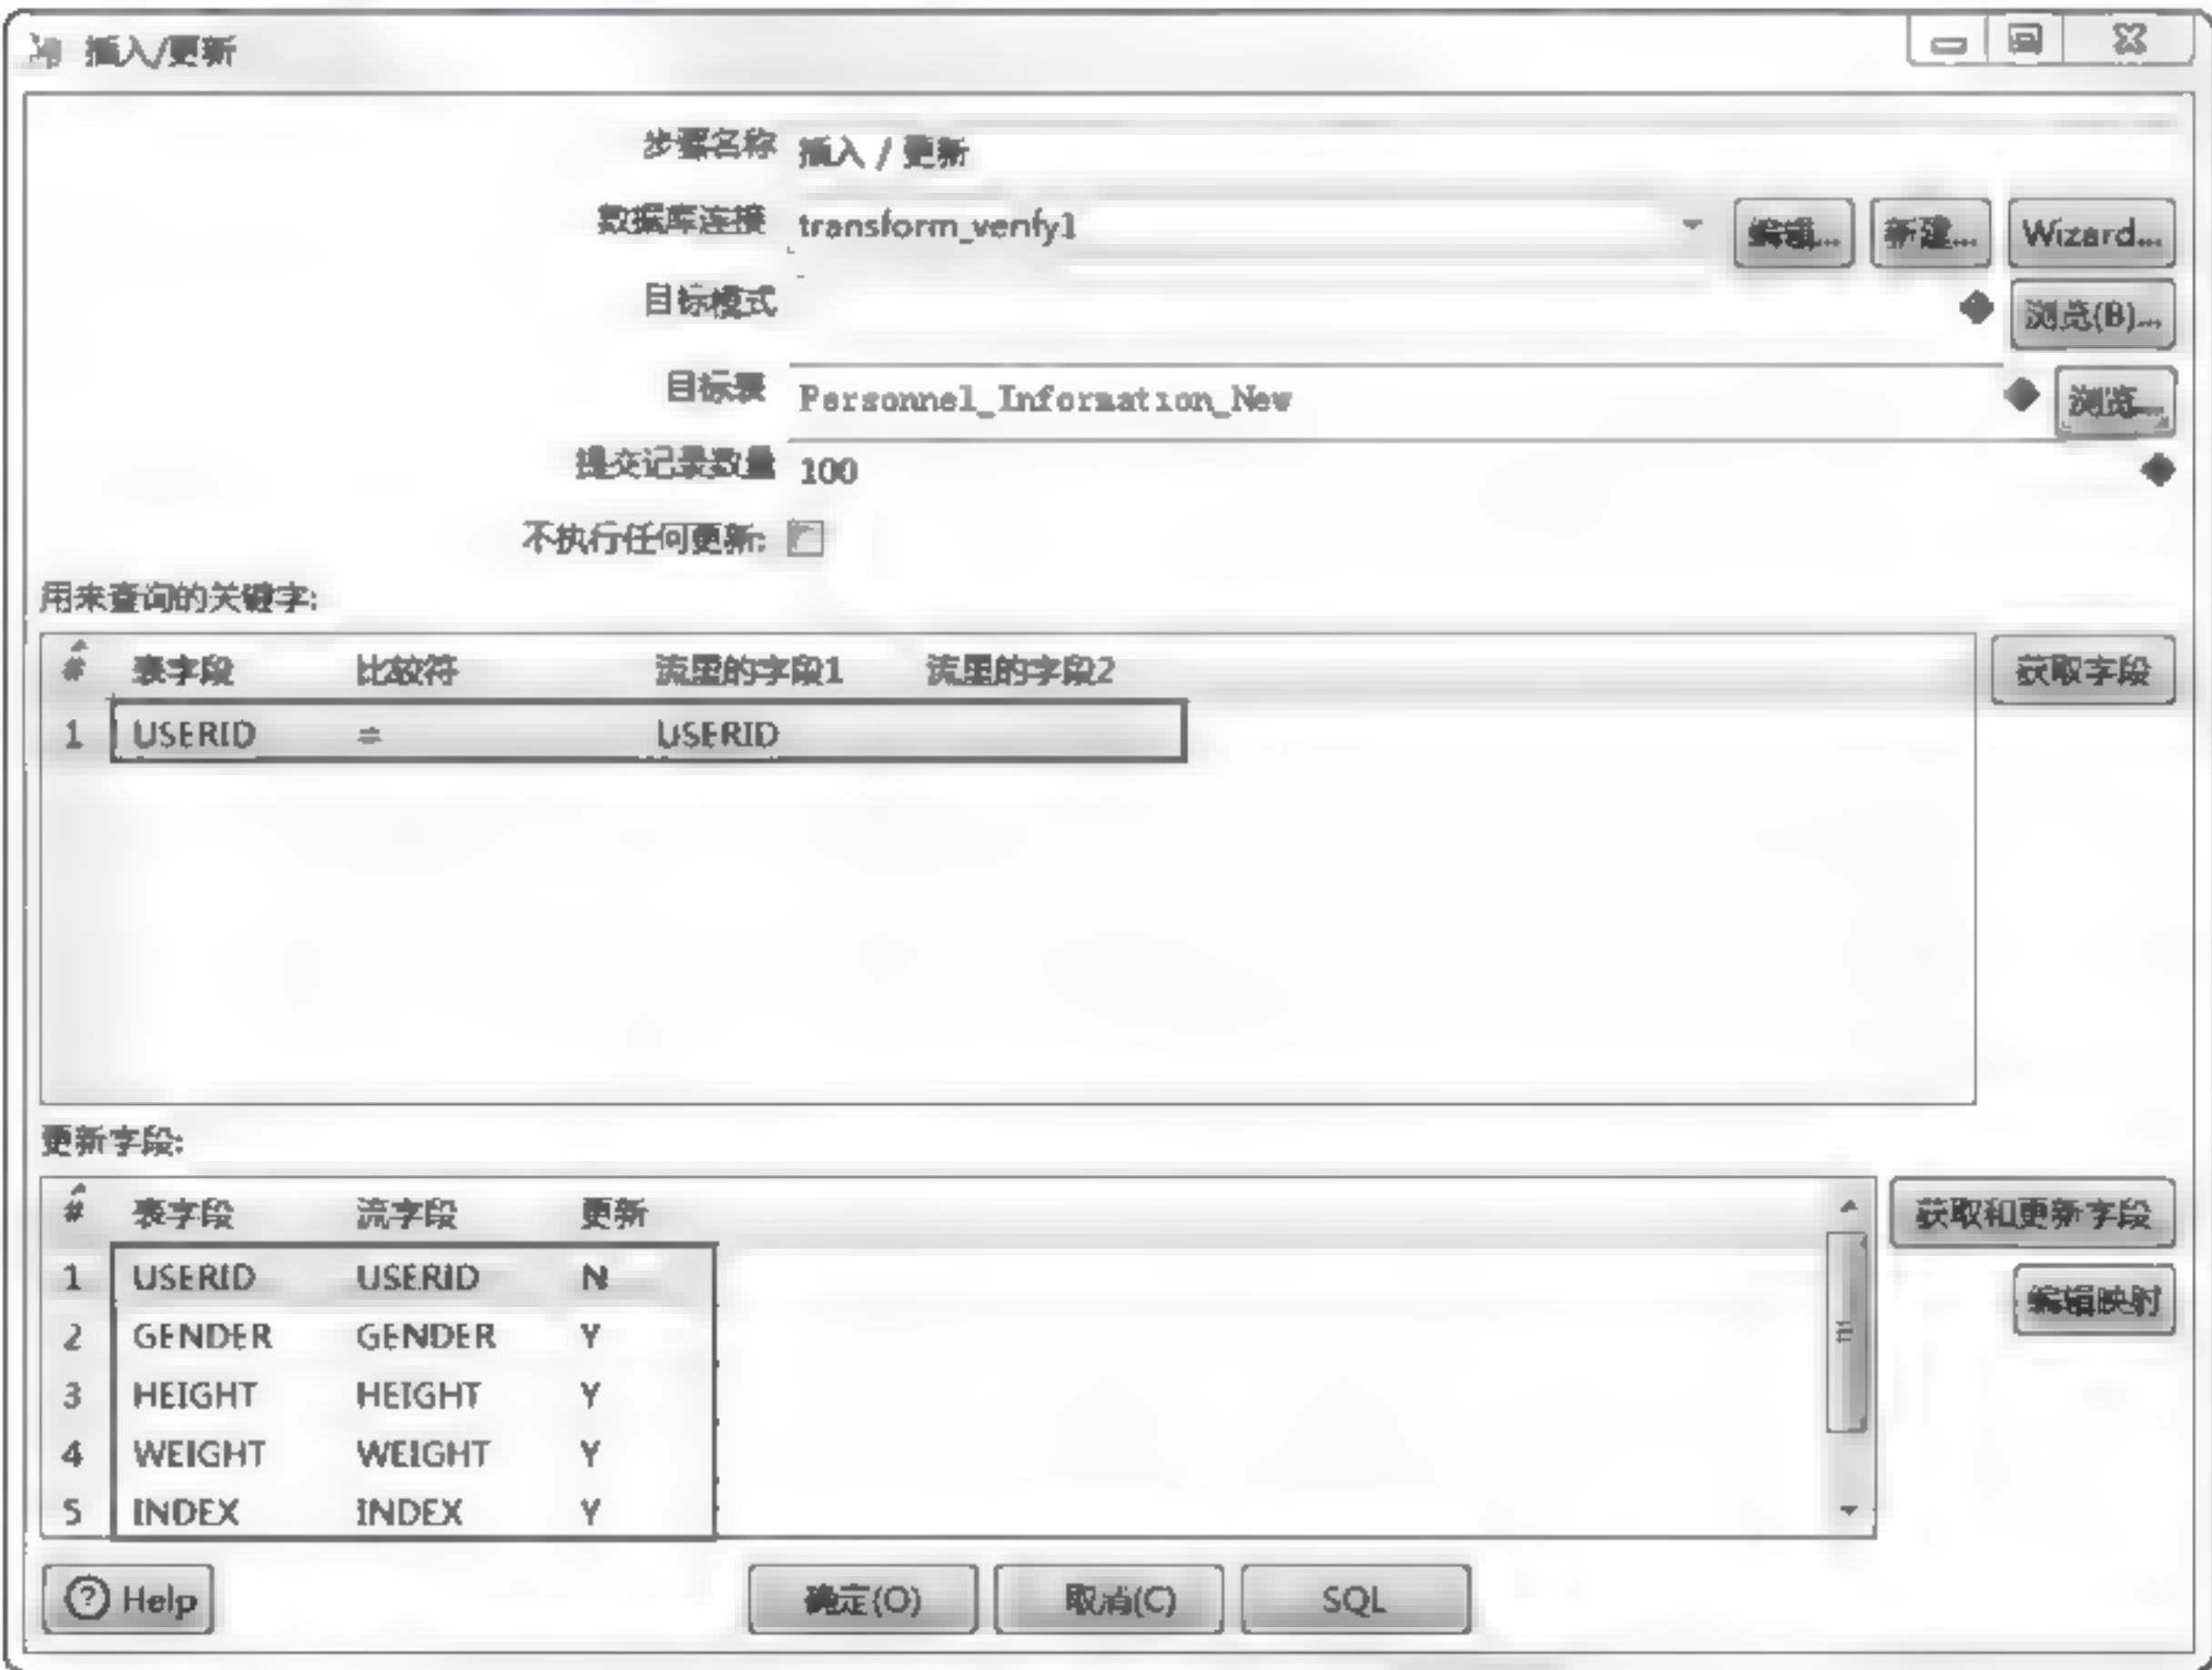 插入/更新
步骤名称 插入 / 更新
数据库连接 transform_verify1 编辑... 新建... Wizard...
目标模式 浏览(B)...
目标表 Personnel_Information_New 浏览...
提交记录数量 100
不执行任何更新:
用来查询的关键字:
# 表字段 比较符 流里的字段1 流里的字段2 获取字段
1 USERID = USERID
更新字段:
# 表字段 流字段 更新 获取和更新字段
1 USERID USERID N 编辑映射
2 GENDER GENDER Y
3 HEIGHT HEIGHT Y
4 WEIGHT WEIGHT Y
5 INDEX INDEX Y
Help 确定(O) 取消(C) SQL